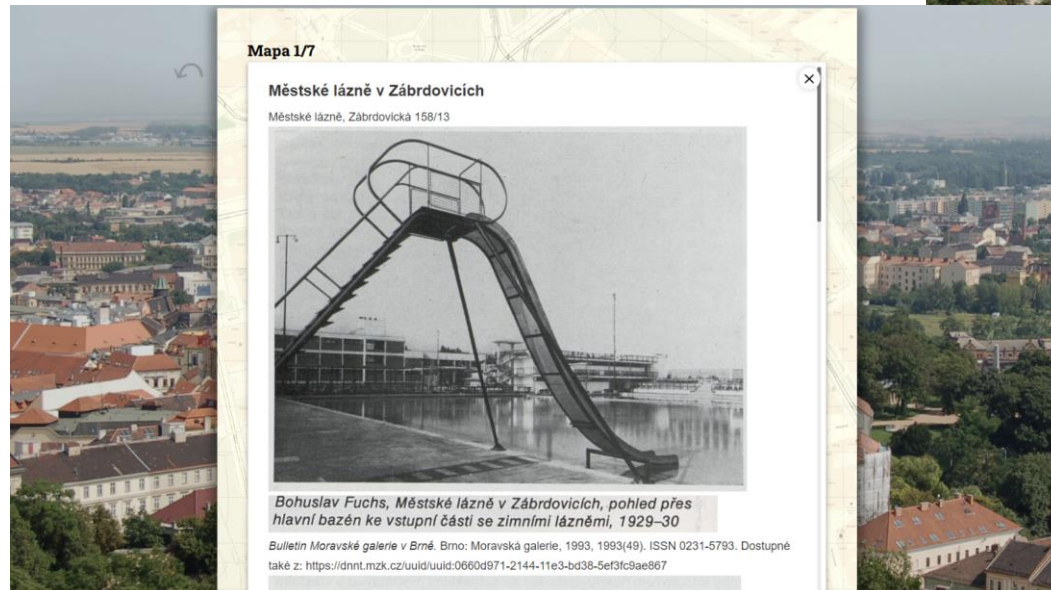 Mapa 1/7
Městské lázně v Zábrdovicích
Městské lázně, Zábrdovická 158/13
Bohuslav Fuchs, Městské lázně v Zábrdovicích, pohled přes
hlavní bazén ke vstupní části se zimními lázněmi, 1929–30
Bulletin Moravské galerie v Brně. Brno: Moravská galerie, 1993, 1993(49). ISSN 0231-5793. Dostupné
také z: https://dnnt.mzk.cz/uuid/uuid:0660d971-2144-11e3-bd38-5ef3fc9ae867